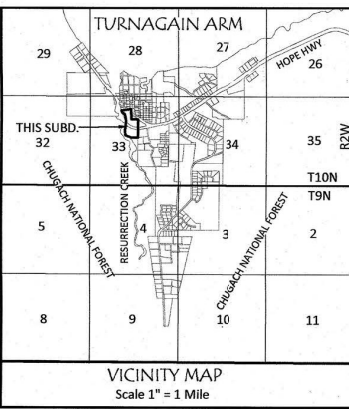 TURNAGAIN ARM
29
28
27
26
HOPE HWY
THIS SUBD.
32
33
34
35
R2W
T10N
T9N
CHUGACH NATIONAL FOREST
RESURRECTION CREEK
CHUGACH NATIONAL FOREST
5
4
3
2
8
9
10
11
VICINITY MAP
Scale 1" = 1 Mile